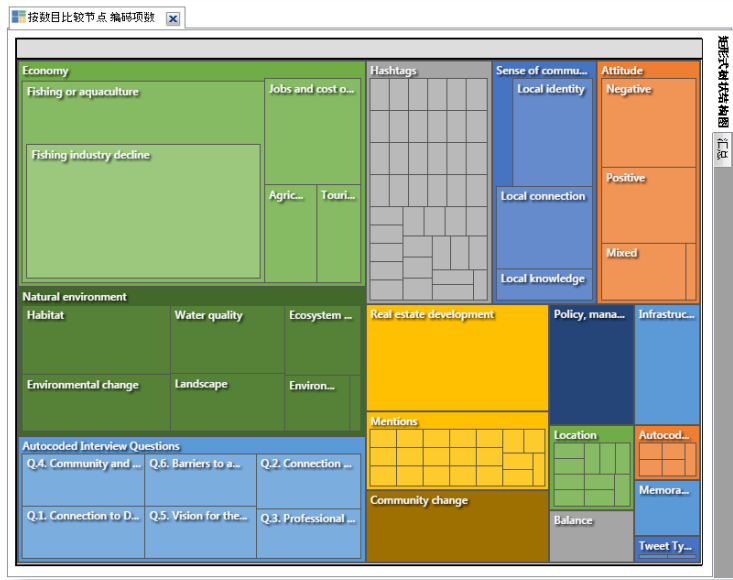 按数目比较节点 编码项数
矩形式树状结构图
汇总
Economy
Fishing or aquaculture
Jobs and cost o...
Fishing industry decline
Agric...
Touri...
Hashtags
Sense of commu...
Local identity
Local connection
Local knowledge
Attitude
Negative
Positive
Mixed
Natural environment
Habitat
Water quality
Ecosystem ...
Environmental change
Landscape
Environ...
Real estate development
Policy, mana...
Infrastruc...
Mentions
Location
Autocod...
Autocoded Interview Questions
Q.4. Community and ...
Q.6. Barriers to a...
Q.2. Connection ...
Q.1. Connection to D...
Q.5. Vision for the...
Q.3. Professional ...
Community change
Memora...
Balance
Tweet Ty...